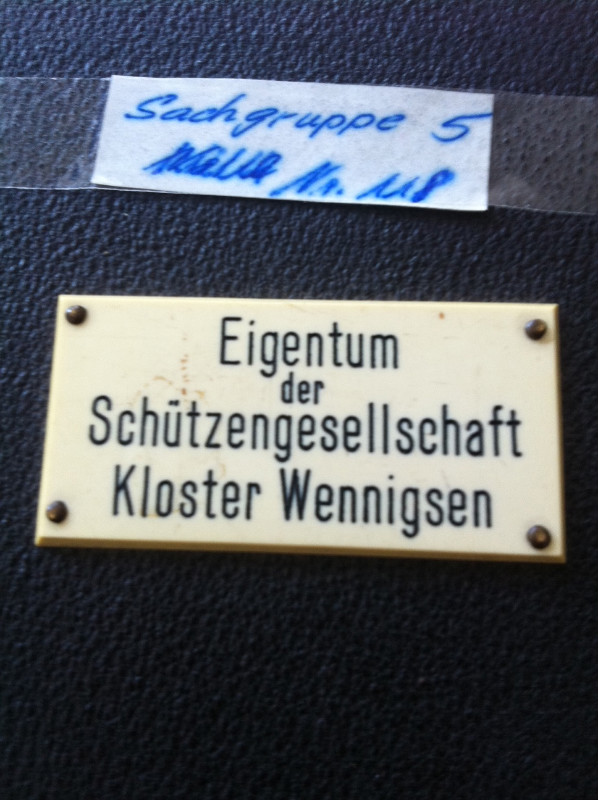 Sachgruppe 5
Nr. 118
Eigentum
der
Schützengesellschaft
Kloster Wennigsen